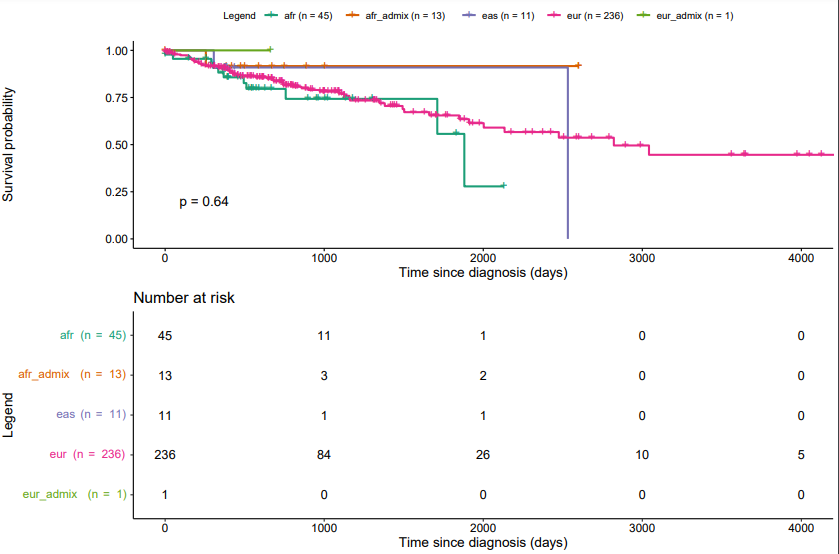 Legend afr (n = 45) afr_admix (n = 13) eas (n = 11) eur (n = 236) eur_admix (n = 1)
Survival probability
1.00
0.75
0.50
0.25
0.00
p = 0.64
0 1000 2000 3000 4000
Time since diagnosis (days)
Number at risk
Legend
afr (n = 45) 45 11 1 0 0
afr_admix (n = 13) 13 3 2 0 0
eas (n = 11) 11 1 1 0 0
eur (n = 236) 236 84 26 10 5
eur_admix (n = 1) 1 0 0 0 0
0 1000 2000 3000 4000
Time since diagnosis (days)